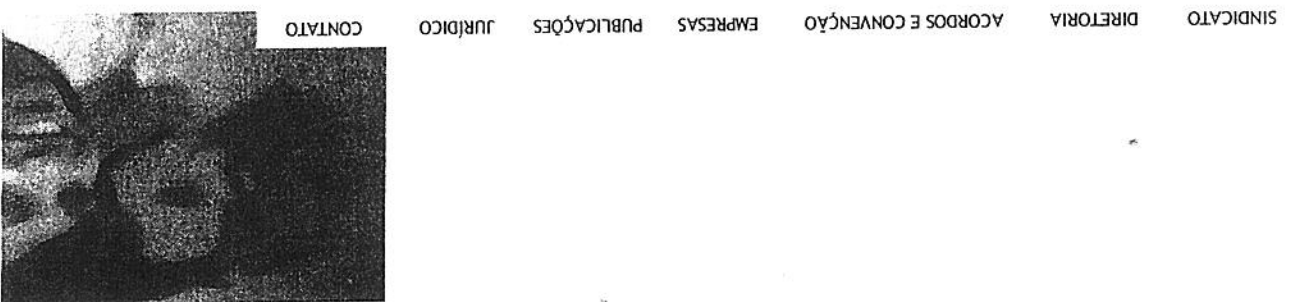 SINDICATO DIRETORIA ACORDOS E CONVENÇÃO EMPRESAS PUBLICAÇÕES JURÍDICO CONTATO